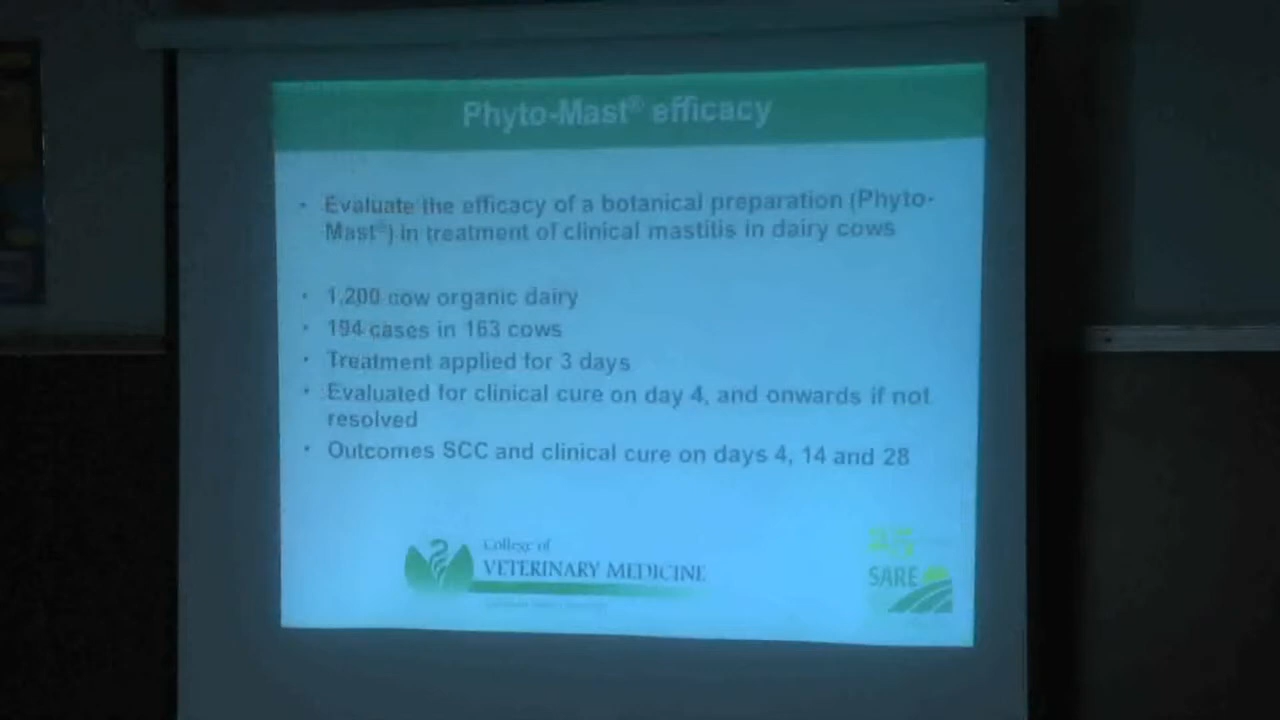 Phyto-Mast® efficacy
• Evaluate the efficacy of a botanical preparation (Phyto-
Mast®) in treatment of clinical mastitis in dairy cows
• 1,200 cow organic dairy
• 194 cases in 163 cows
• Treatment applied for 3 days
• Evaluated for clinical cure on day 4, and onwards if not
resolved
• Outcomes SCC and clinical cure on days 4, 14 and 28
College of
VETERINARY MEDICINE
25
SARE